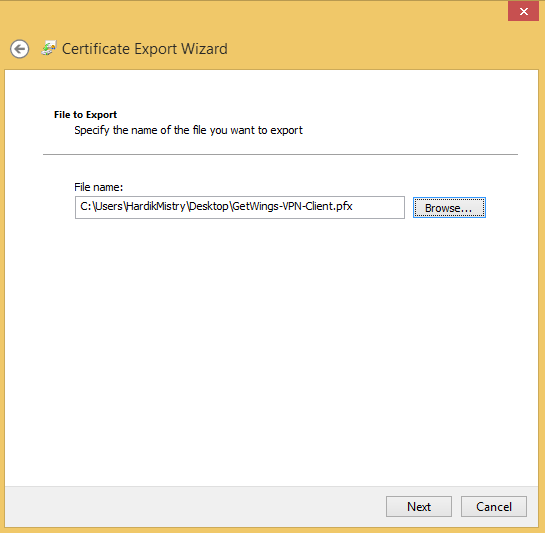 Certificate Export Wizard
File to Export
Specify the name of the file you want to export
File name:
C:\Users\HardikMistry\Desktop\GetWings-VPN-Client.pfx
Browse...
Next
Cancel